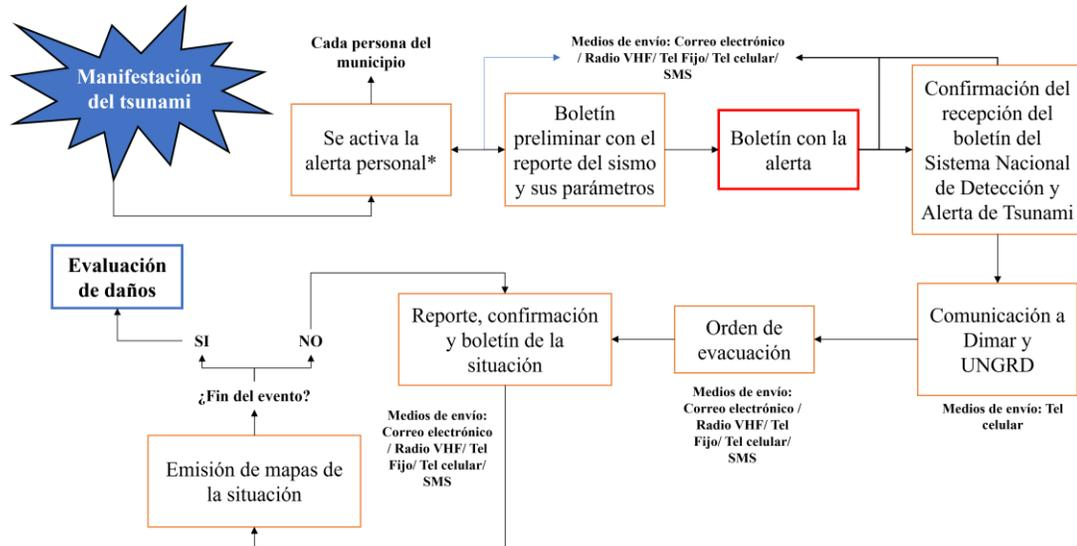 Manifestación
del tsunami
Cada persona del
municipio
Se activa la
alerta personal*
Medios de envío: Correo electrónico
/ Radio VHF/ Tel Fijo/ Tel celular/
SMS
Boletín
preliminar con el
reporte del sismo
y sus parámetros
Boletín con la
alerta
Confirmación del
recepción del
boletín del
Sistema Nacional
de Detección y
Alerta de Tsunami
Evaluación
de daños
SI
NO
¿Fin del evento?
Reporte, confirmación
y boletín de la
situación
Medios de envío:
Correo electrónico
/ Radio VHF/ Tel
Fijo/ Tel celular/
SMS
Orden de
evacuación
Medios de envío:
Correo electrónico /
Radio VHF/ Tel
Fijo/ Tel celular/
SMS
Comunicación a
Dimar y
UNGRD
Medios de envío: Tel
celular
Emisión de mapas de
la situación